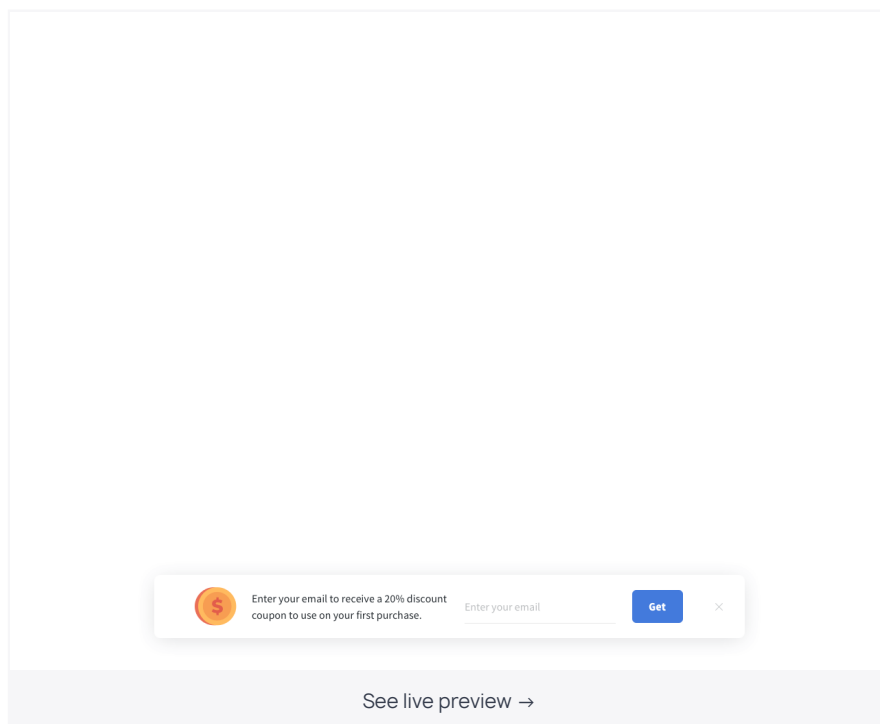 Enter your email to receive a 20% discount
coupon to use on your first purchase.
Enter your email
Get
$
See live preview →